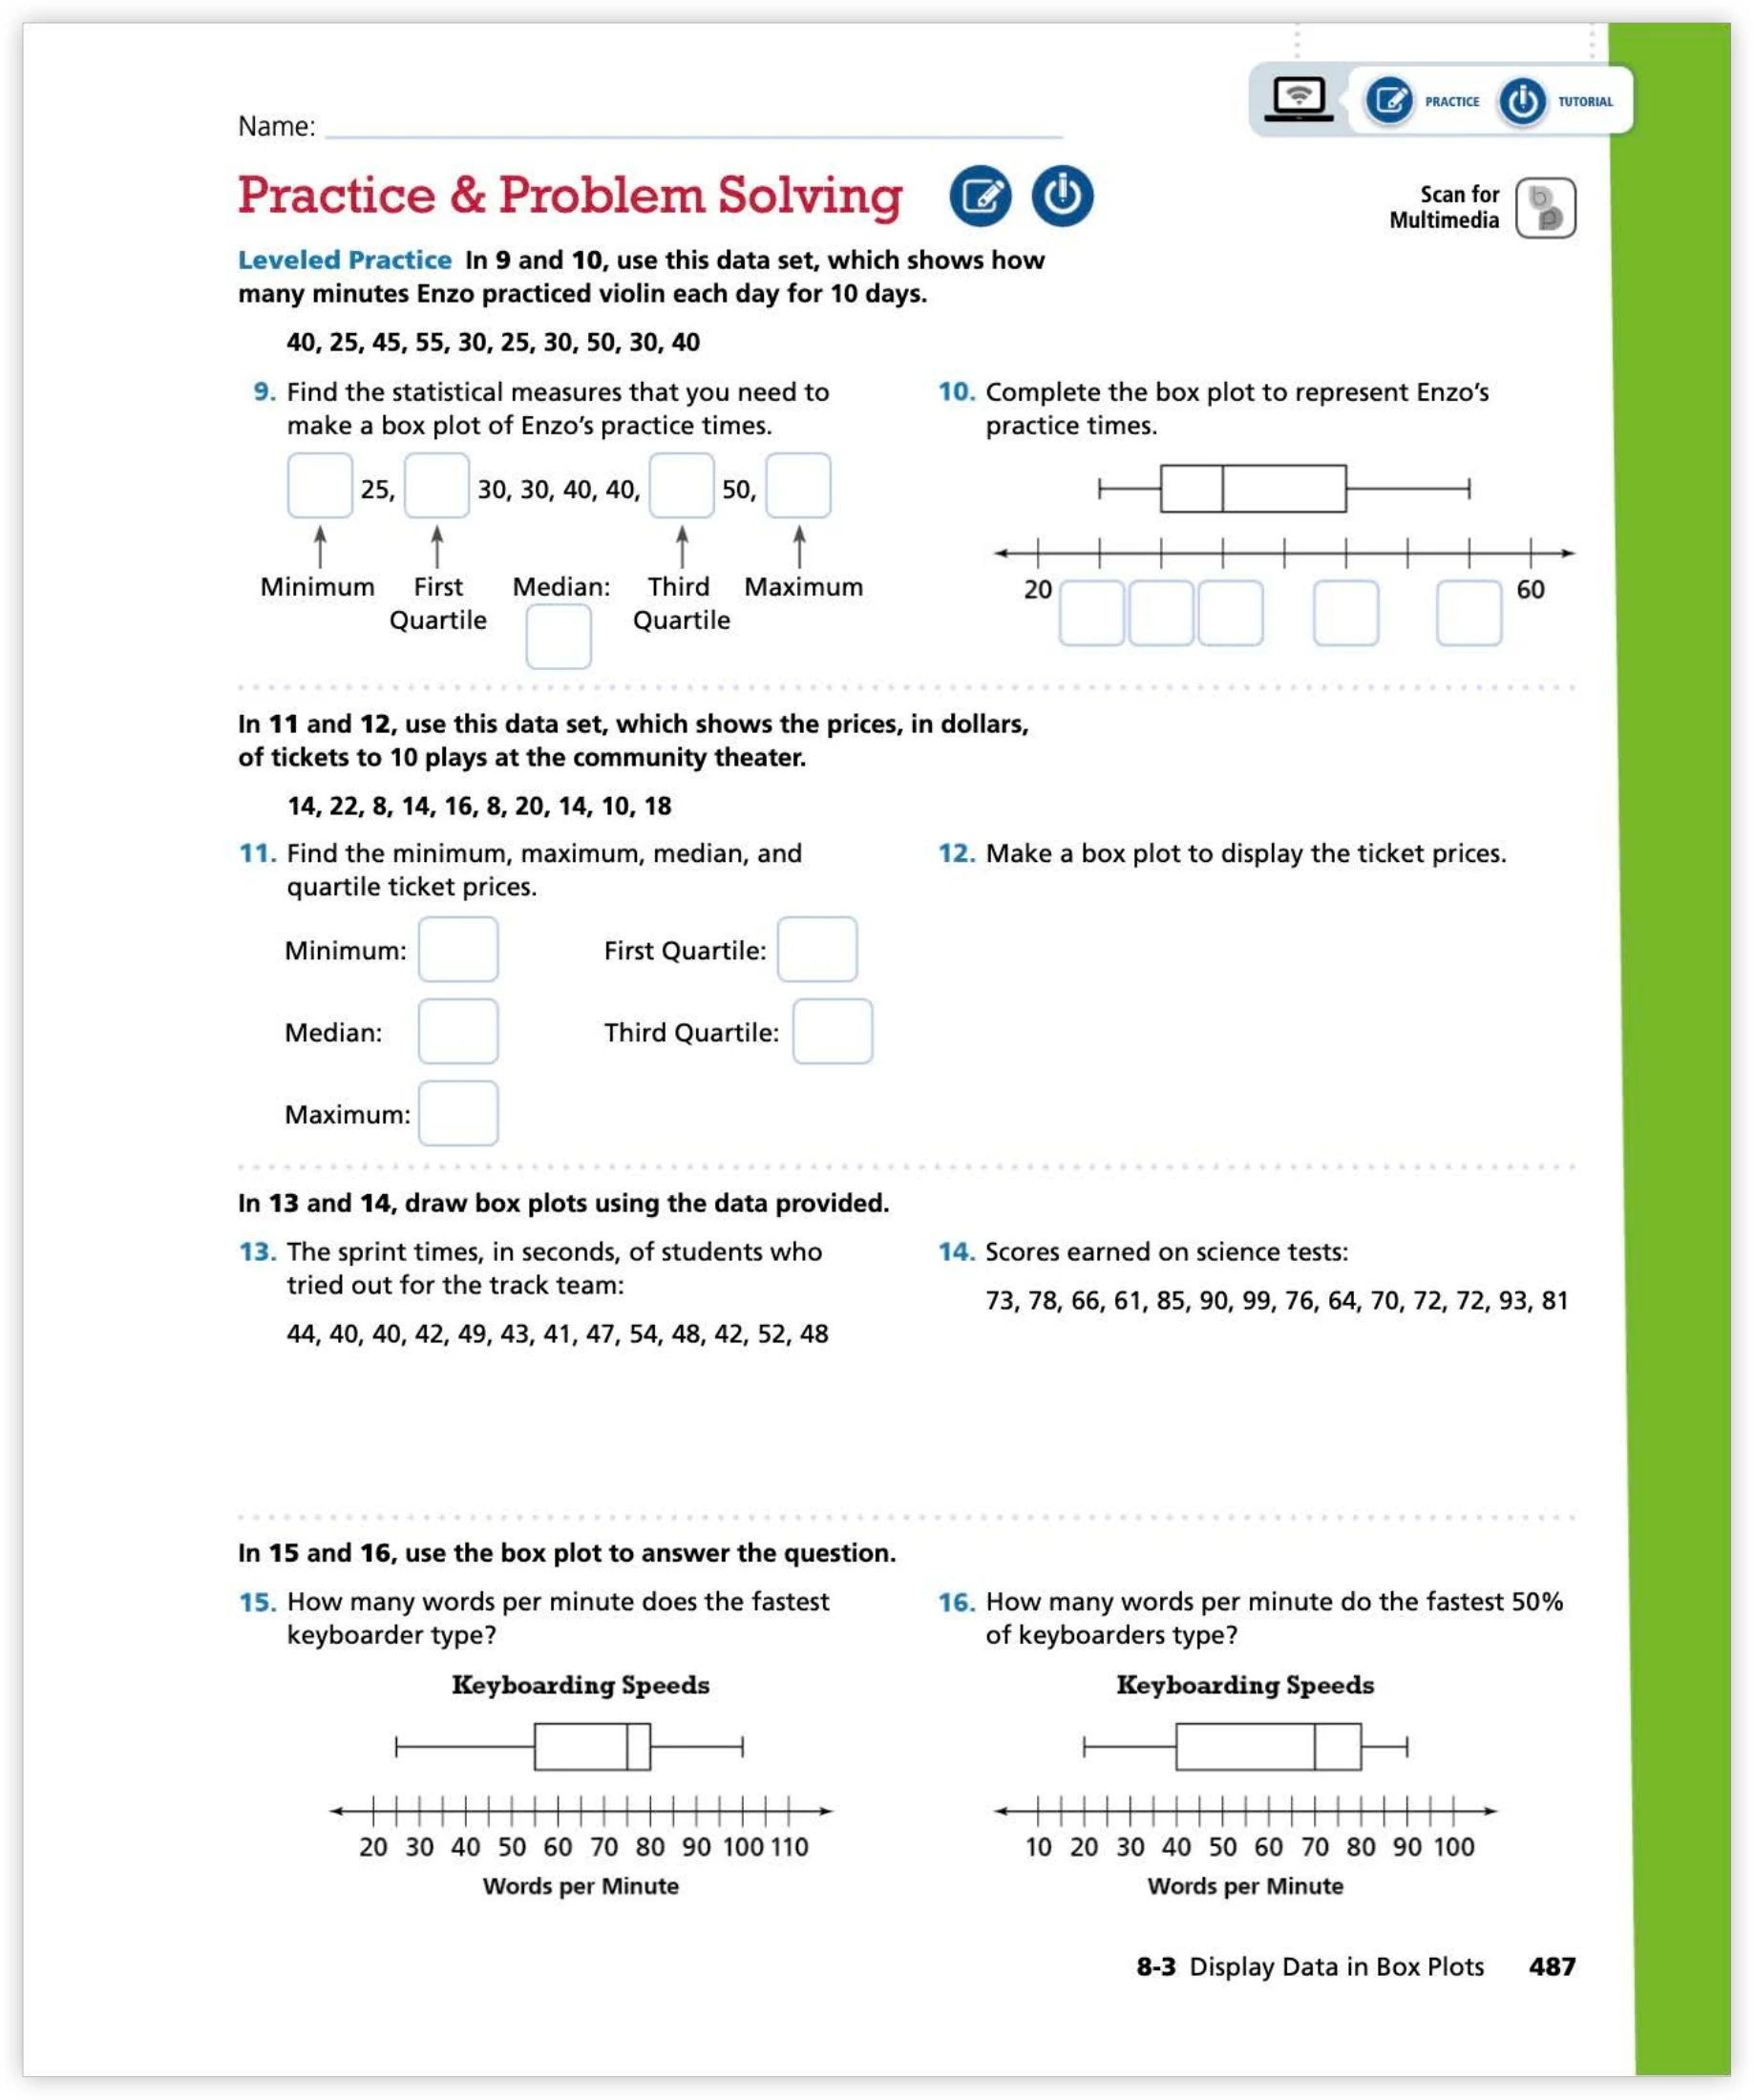 PRACTICE
TUTORIAL
Name:
Practice & Problem Solving
Scan for
Multimedia
Leveled Practice In 9 and 10, use this data set, which shows how
many minutes Enzo practiced violin each day for 10 days.
40, 25, 45, 55, 30, 25, 30, 50, 30, 40
9. Find the statistical measures that you need to
make a box plot of Enzo's practice times.
25, 30, 30, 40, 40, 50,
Minimum First Median: Third Maximum
Quartile Quartile
10. Complete the box plot to represent Enzo's
practice times.
20 60
In 11 and 12, use this data set, which shows the prices, in dollars,
of tickets to 10 plays at the community theater.
14, 22, 8, 14, 16, 8, 20, 14, 10, 18
11. Find the minimum, maximum, median, and
quartile ticket prices.
Minimum: First Quartile:
Median: Third Quartile:
Maximum:
12. Make a box plot to display the ticket prices.
In 13 and 14, draw box plots using the data provided.
13. The sprint times, in seconds, of students who
tried out for the track team:
44, 40, 40, 42, 49, 43, 41, 47, 54, 48, 42, 52, 48
14. Scores earned on science tests:
73, 78, 66, 61, 85, 90, 99, 76, 64, 70, 72, 72, 93, 81
In 15 and 16, use the box plot to answer the question.
15. How many words per minute does the fastest
keyboarder type?
Keyboarding Speeds
20 30 40 50 60 70 80 90 100 110
Words per Minute
16. How many words per minute do the fastest 50%
of keyboarders type?
Keyboarding Speeds
10 20 30 40 50 60 70 80 90 100
Words per Minute
8-3 Display Data in Box Plots 487